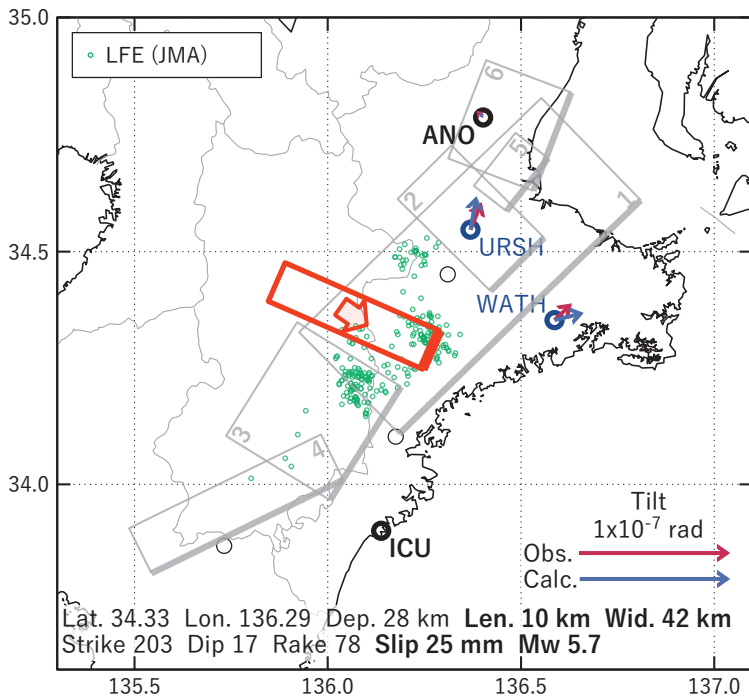 35.0
LFE (JMA)
6
ANO
5
2
1
34.5
URSH
WATH
3
4
34.0
Tilt
1x10⁻⁷ rad
ICU
Obs.
Calc.
Lat. 34.33 Lon. 136.29 Dep. 28 km Len. 10 km Wid. 42 km
Strike 203 Dip 17 Rake 78 Slip 25 mm Mw 5.7
135.5 136.0 136.5 137.0